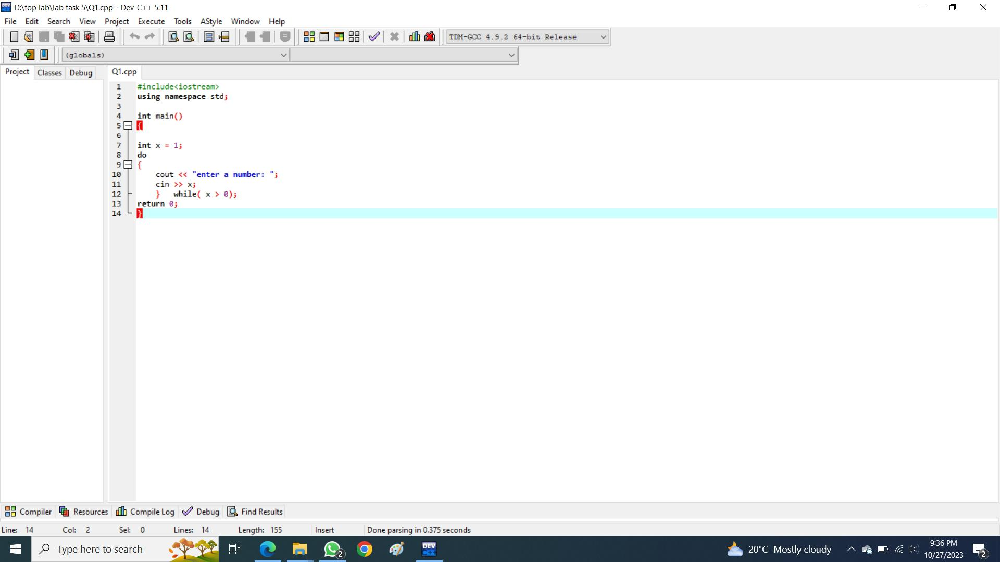 D:\fop lab\lab task 5\Q1.cpp - Dev-C++ 5.11
File Edit Search View Project Execute Tools AStyle Window Help
TDM-GCC 4.9.2 64-bit Release
(globals)
Project Classes Debug Q1.cpp
1 #include<iostream>
2 using namespace std;
3
4 int main()
5 {
6
7 int x = 1;
8 do
9 {
10 cout << "enter a number: ";
11 cin >> x;
12 } while( x > 0);
13 return 0;
14 }
Compiler Resources Compile Log Debug Find Results
Line: 14 Col: 2 Sel: 0 Lines: 14 Length: 155 Insert Done parsing in 0.375 seconds
Type here to search 2 DEV C++ 20°C Mostly cloudy 9:36 PM
10/27/2023 2